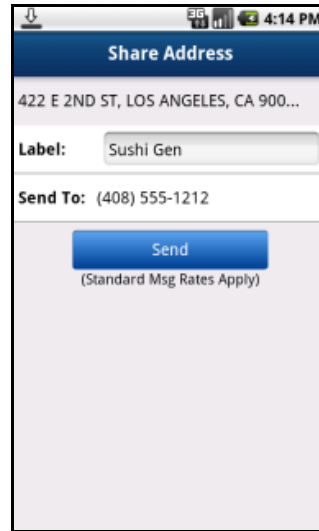 3G
4:14 PM
Share Address
422 E 2ND ST, LOS ANGELES, CA 900...
Label: Sushi Gen
Send To: (408) 555-1212
Send
(Standard Msg Rates Apply)